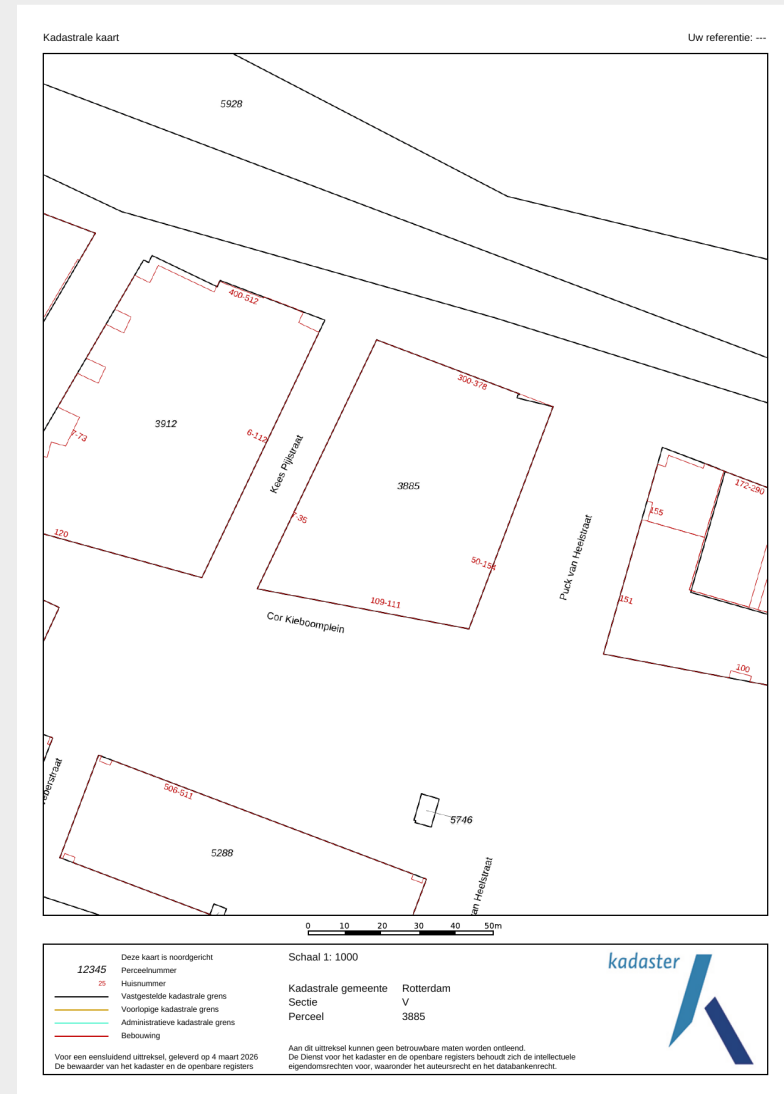 Kadastrale kaart
Uw referentie: ---
5928
400-512
300-378
3912
7-73
6-112
Kees Pijlstraat
3885
172-290
155
7-35
120
50-154
Puck van Heelstraat
109-111
151
Cor Kieboomplein
100
506-511
5746
5288
an Heelstraat
0 10 20 30 40 50m
Deze kaart is noordgericht
12345 Perceelnummer
25 Huisnummer
Vastgestelde kadastrale grens
Voorlopige kadastrale grens
Administratieve kadastrale grens
Bebouwing
Voor een eensluidend uittreksel, geleverd op 4 maart 2026
De bewaarder van het kadaster en de openbare registers
Schaal 1: 1000
Kadastrale gemeente Rotterdam
Sectie V
Perceel 3885
Aan dit uittreksel kunnen geen betrouwbare maten worden ontleend.
De Dienst voor het kadaster en de openbare registers behoudt zich de intellectuele
eigendomsrechten voor, waaronder het auteursrecht en het databankenrecht.
kadaster